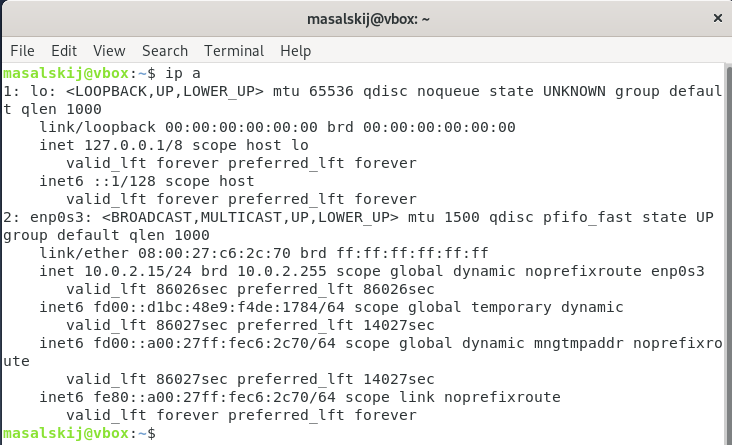 masalskij@vbox: ~
×
File Edit View Search Terminal Help
masalskij@vbox:~$ ip a
1: lo: <LOOPBACK,UP,LOWER_UP> mtu 65536 qdisc noqueue state UNKNOWN group defaul
t qlen 1000
    link/loopback 00:00:00:00:00:00 brd 00:00:00:00:00:00
    inet 127.0.0.1/8 scope host lo
       valid_lft forever preferred_lft forever
    inet6 ::1/128 scope host
       valid_lft forever preferred_lft forever
2: enp0s3: <BROADCAST,MULTICAST,UP,LOWER_UP> mtu 1500 qdisc pfifo_fast state UP
group default qlen 1000
    link/ether 08:00:27:c6:2c:70 brd ff:ff:ff:ff:ff:ff
    inet 10.0.2.15/24 brd 10.0.2.255 scope global dynamic noprefixroute enp0s3
       valid_lft 86026sec preferred_lft 86026sec
    inet6 fd00::d1bc:48e9:f4de:1784/64 scope global temporary dynamic
       valid_lft 86027sec preferred_lft 14027sec
    inet6 fd00::a00:27ff:fec6:2c70/64 scope global dynamic mngtmpaddr noprefixro
ute
       valid_lft 86027sec preferred_lft 14027sec
    inet6 fe80::a00:27ff:fec6:2c70/64 scope link noprefixroute
       valid_lft forever preferred_lft forever
masalskij@vbox:~$